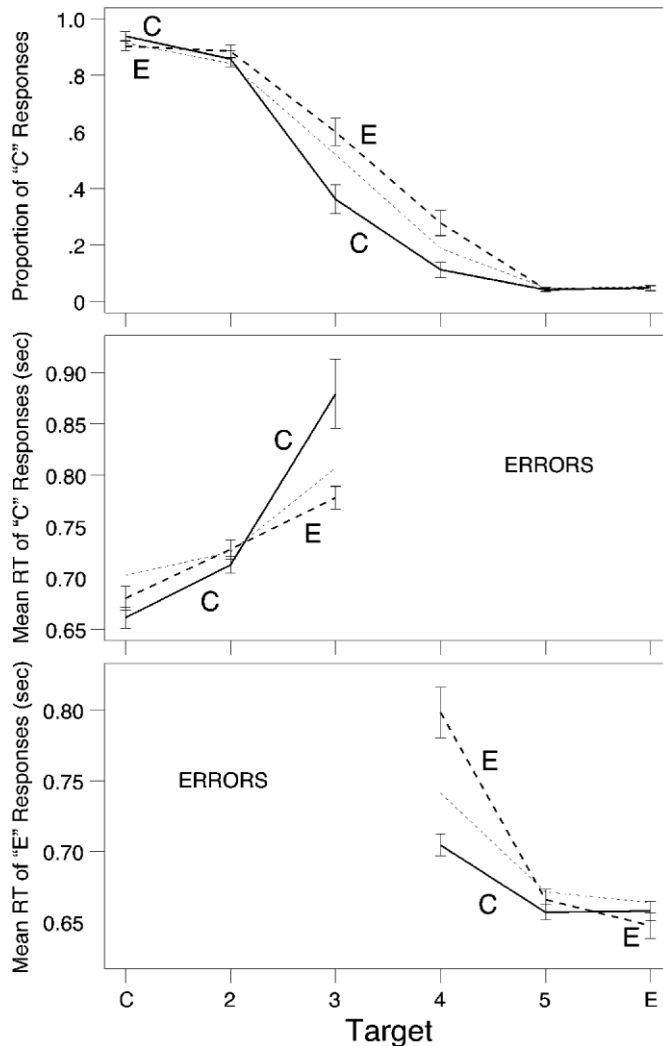 Proportion of "C" Responses
1.0
.8
.6
.4
.2
0
C
E
E
C
Mean RT of "C" Responses (sec)
0.90
0.85
0.80
0.75
0.70
0.65
C
E
C
ERRORS
Mean RT of "E" Responses (sec)
0.80
0.75
0.70
0.65
ERRORS
E
C
E
C 2 3 4 5 E
Target